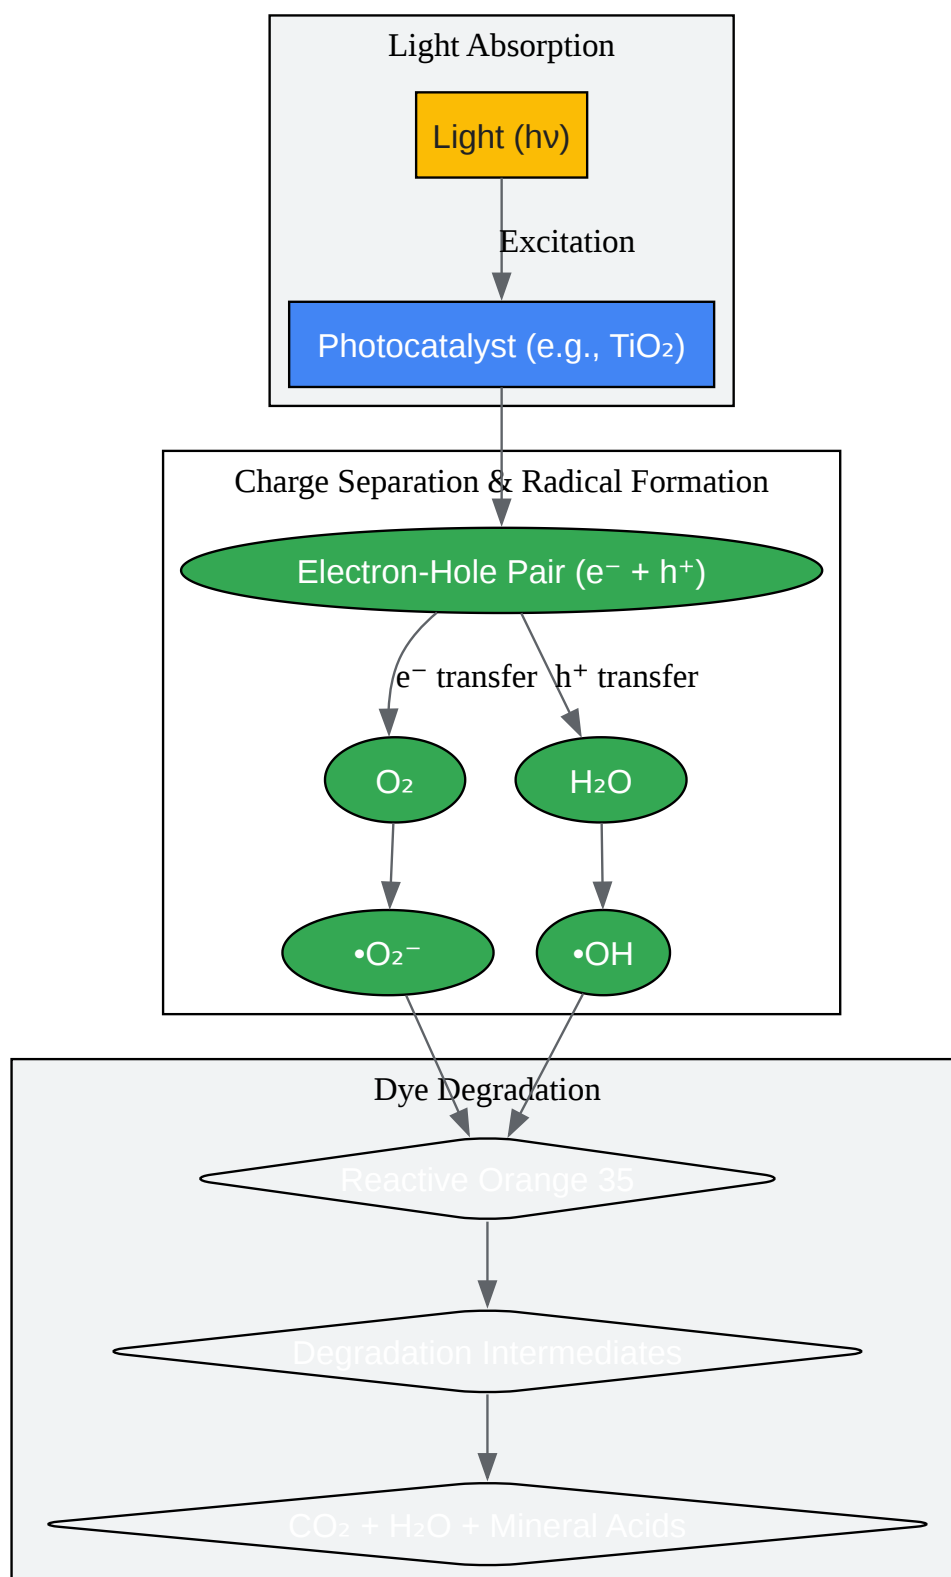 Light Absorption
Light (hν)
Excitation
Photocatalyst (e.g., TiO₂)
Charge Separation & Radical Formation
Electron-Hole Pair (e⁻ + h⁺)
e⁻ transfer
h⁺ transfer
O₂
H₂O
•O₂⁻
•OH
Dye Degradation
Reactive Orange 35
Degradation Intermediates
CO₂ + H₂O + Mineral Acids